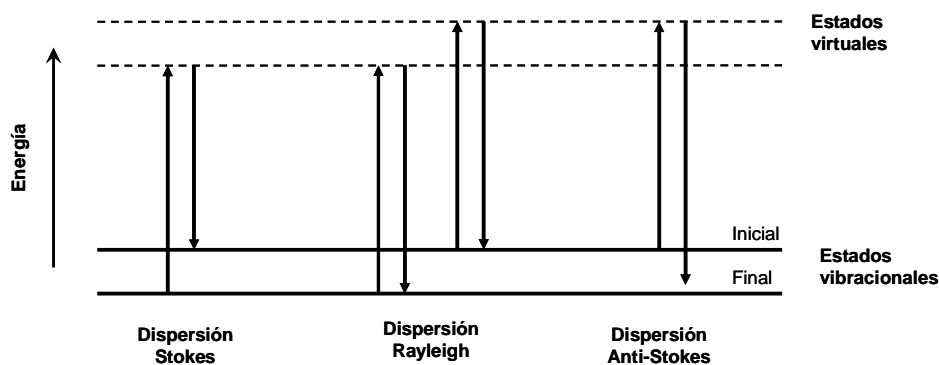 Estados
virtuales
Energía
Inicial
Final
Estados
vibracionales
Dispersión
Stokes
Dispersión
Rayleigh
Dispersión
Anti-Stokes